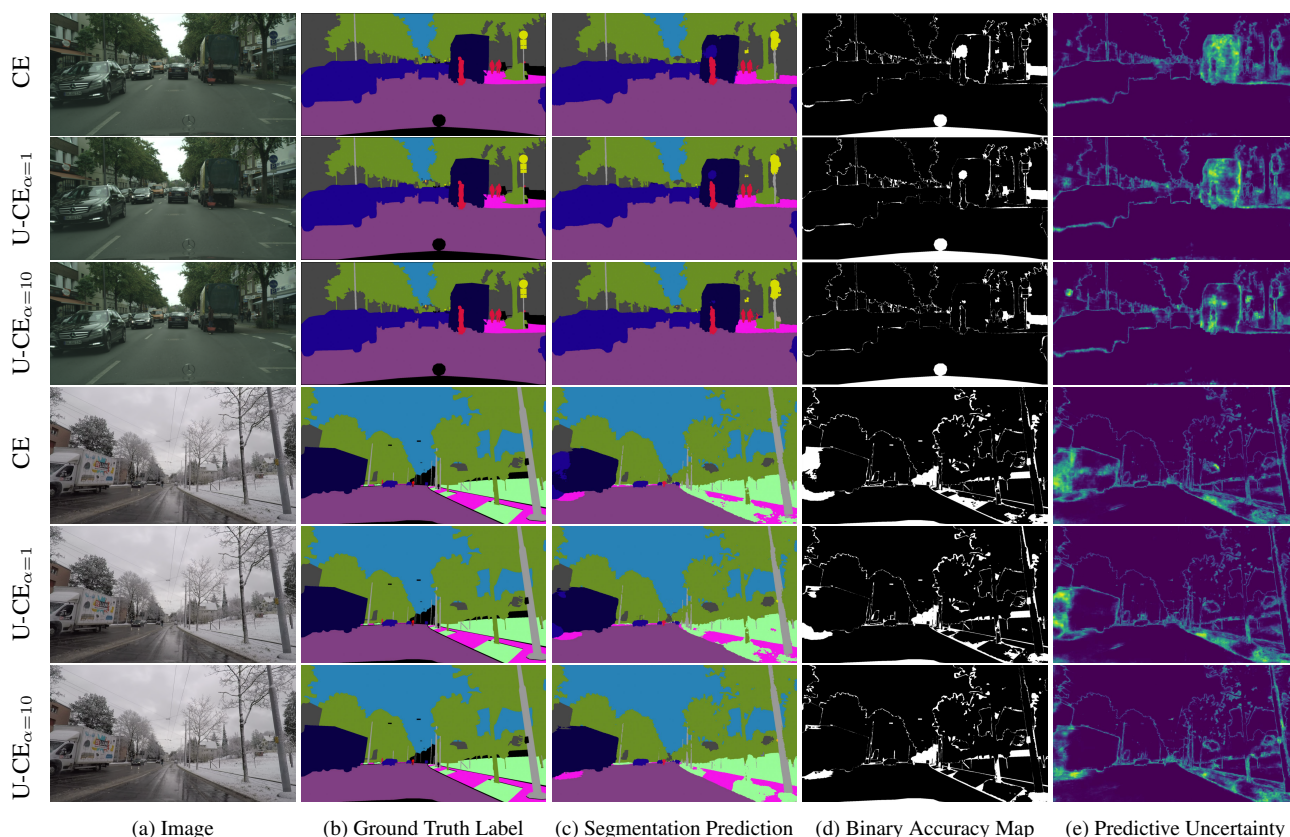 CE
U-CEα=1
U-CEα=10
CE
U-CEα=1
U-CEα=10
(a) Image
(b) Ground Truth Label
(c) Segmentation Prediction
(d) Binary Accuracy Map
(e) Predictive Uncertainty